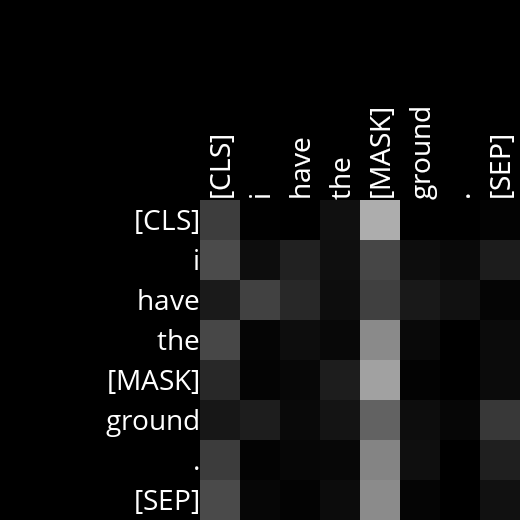 [CLS] i have the [MASK] ground . [SEP]
[CLS]
i
have
the
[MASK]
ground
.
[SEP]